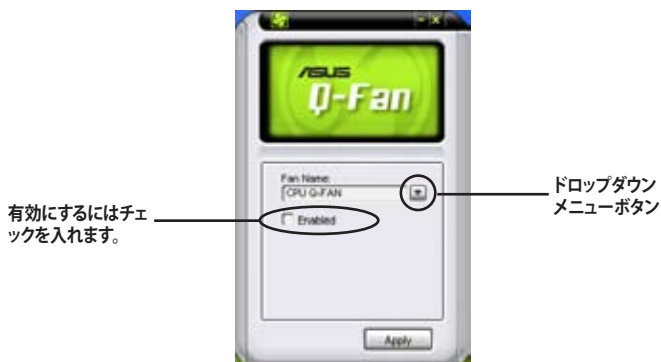 ASUS
Q-Fan
Fan Name:
CPU Q-FAN
Enabled
Apply
有効にするにはチェ
ックを入れます。
ドロップダウン
メニューボタン